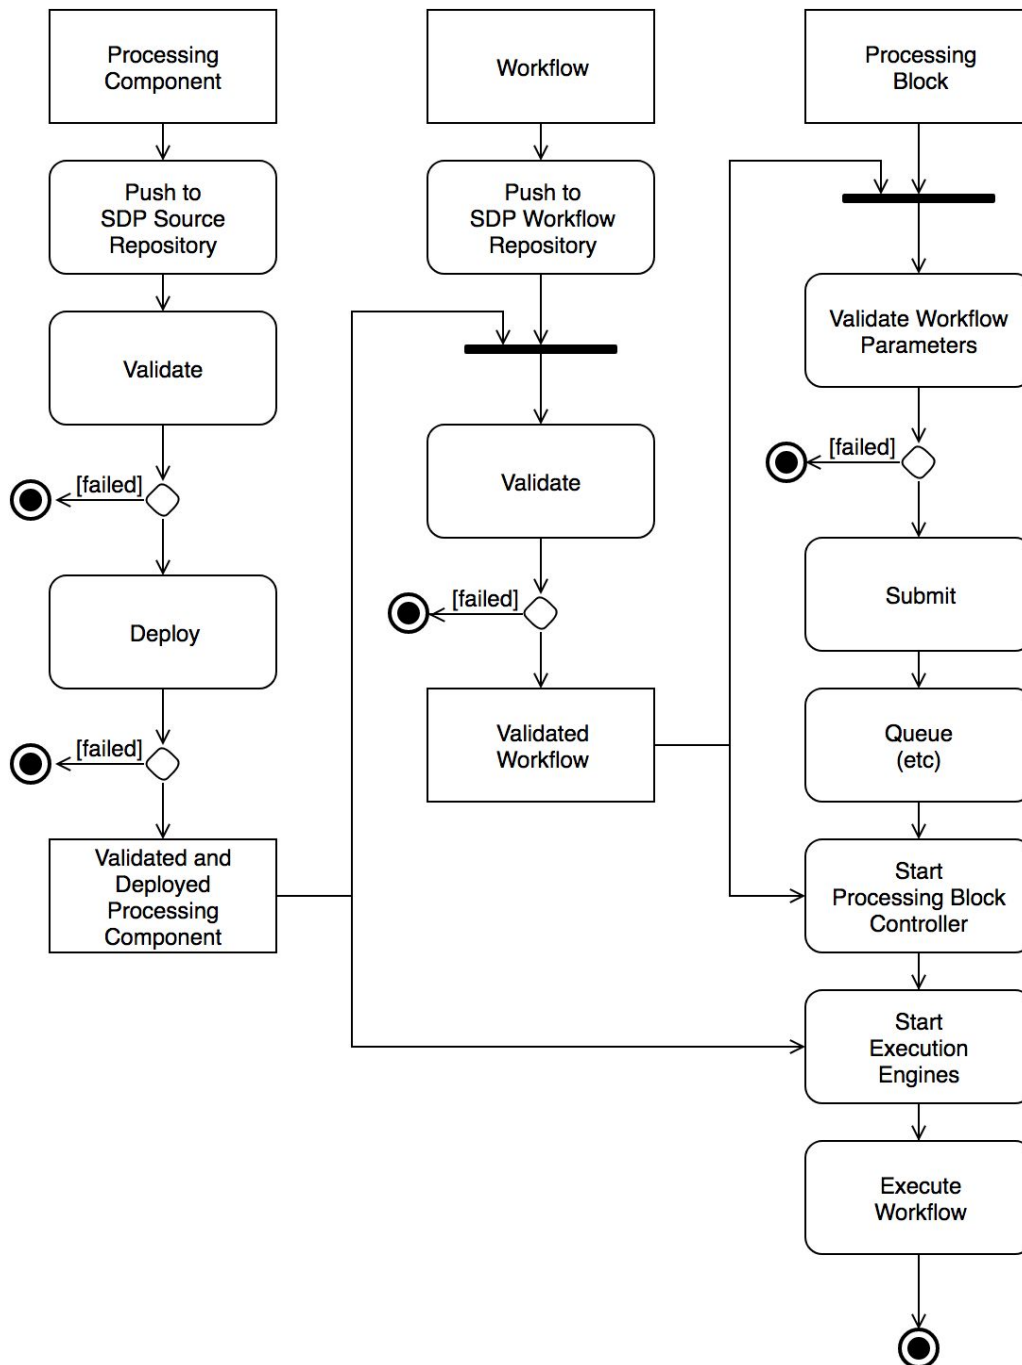 Processing
Component
Push to
SDP Source
Repository
Validate
[failed]
Deploy
[failed]
Validated and
Deployed
Processing
Component
Workflow
Push to
SDP Workflow
Repository
Validate
[failed]
Validated
Workflow
Processing
Block
Validate Workflow
Parameters
[failed]
Submit
Queue
(etc)
Start
Processing Block
Controller
Start
Execution
Engines
Execute
Workflow